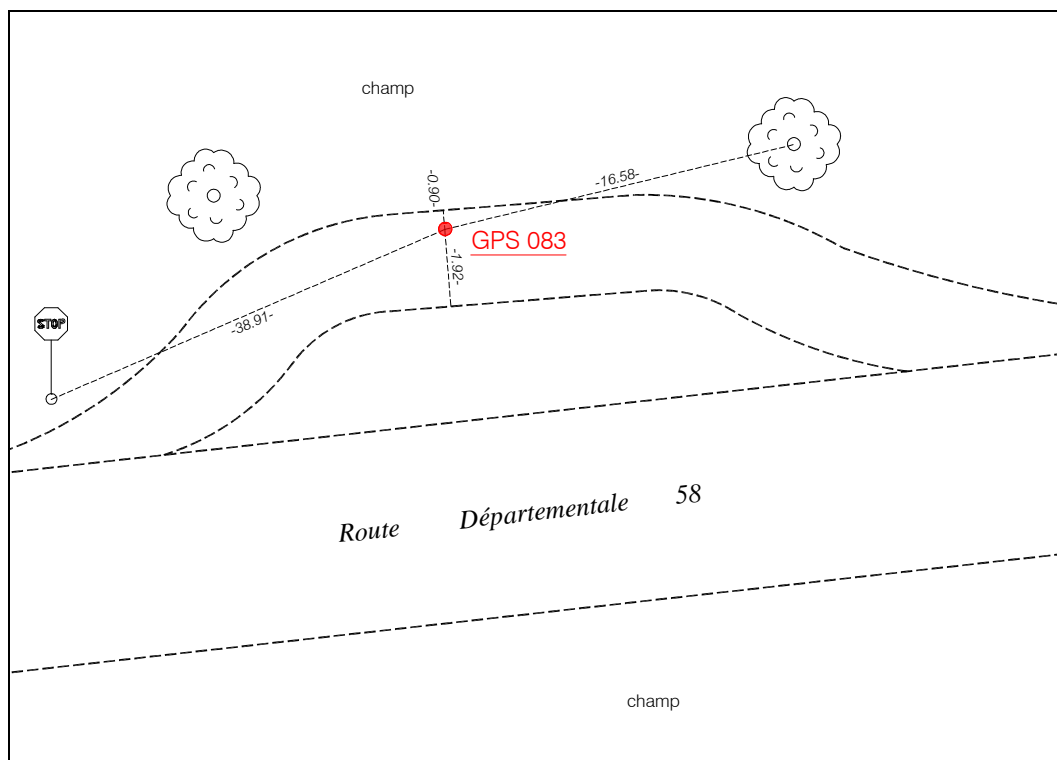 champ
-0.90-
-16.58-
GPS 083
-1.92-
-38.91-
STOP
Route Départementale 58
champ